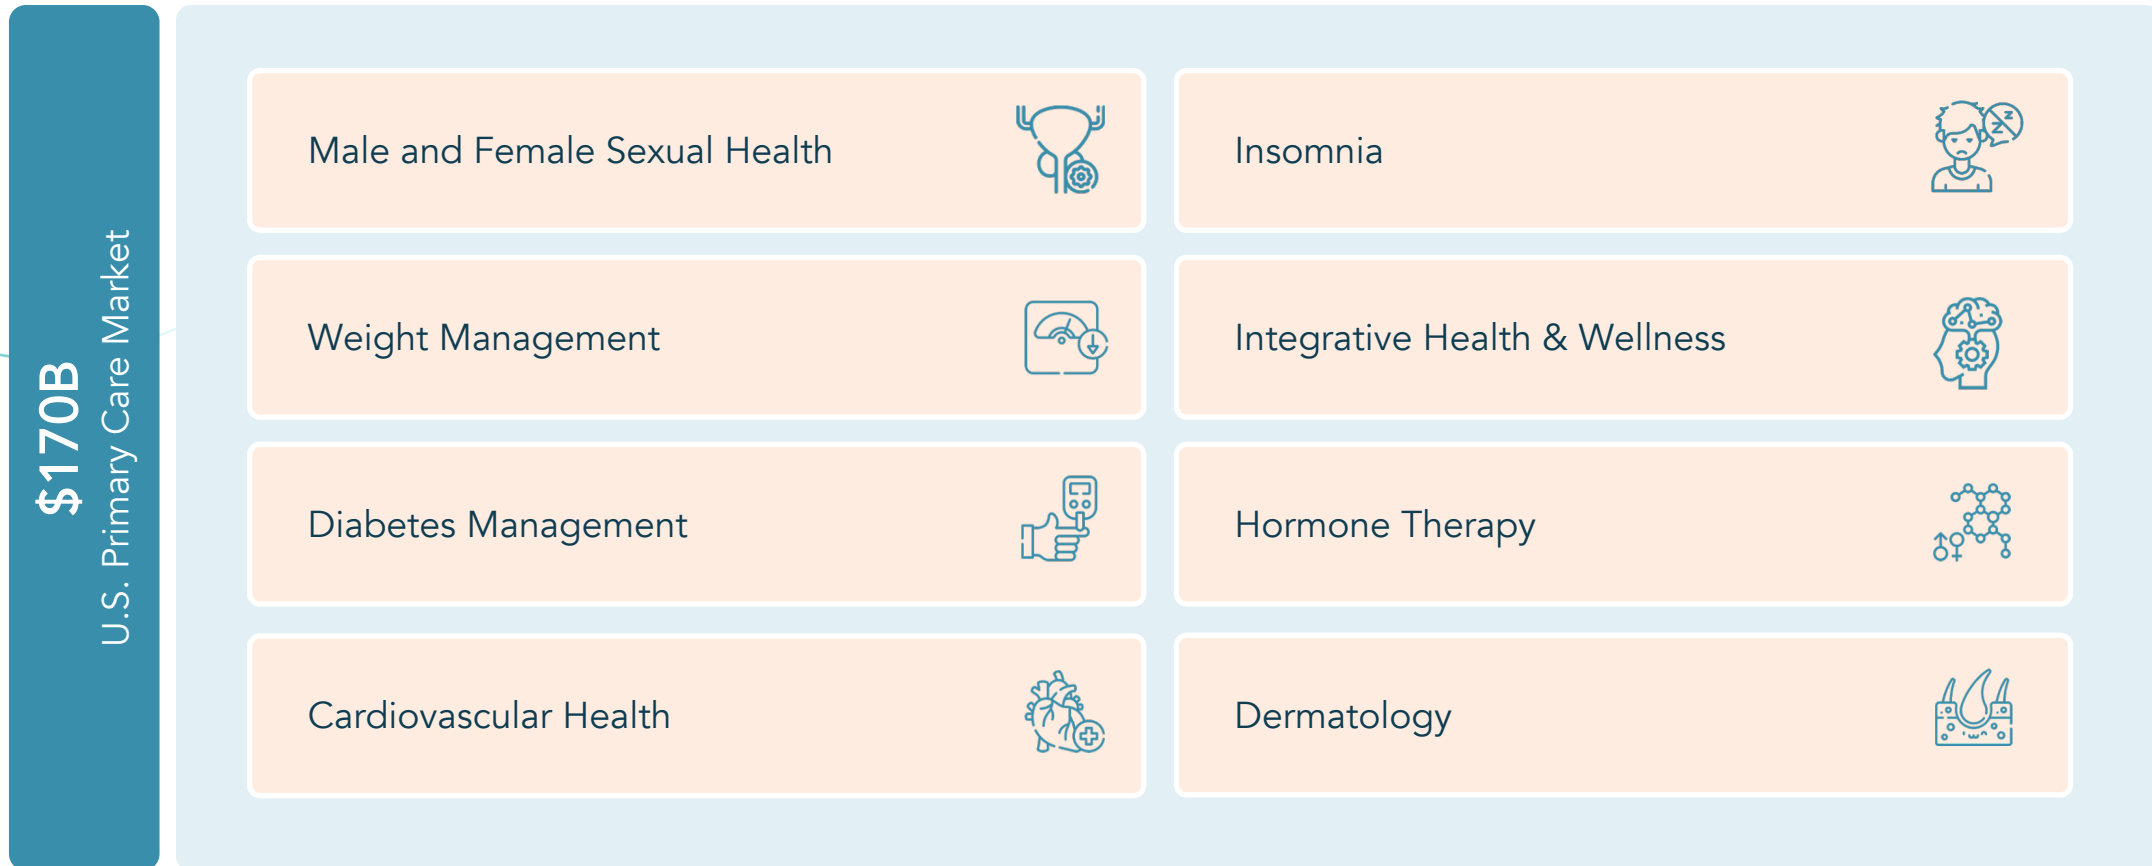 $170B
U.S. Primary Care Market
Male and Female Sexual Health
Insomnia
Weight Management
Integrative Health & Wellness
Diabetes Management
Hormone Therapy
Cardiovascular Health
Dermatology